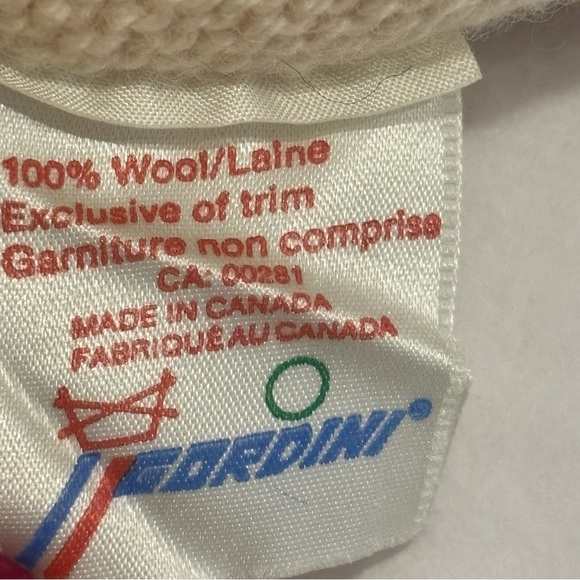 100% Wool/Laine
Exclusive of trim
Garniture non comprise
CA: 00281
MADE IN CANADA
FABRIQUÉ AU CANADA
GORDINI®